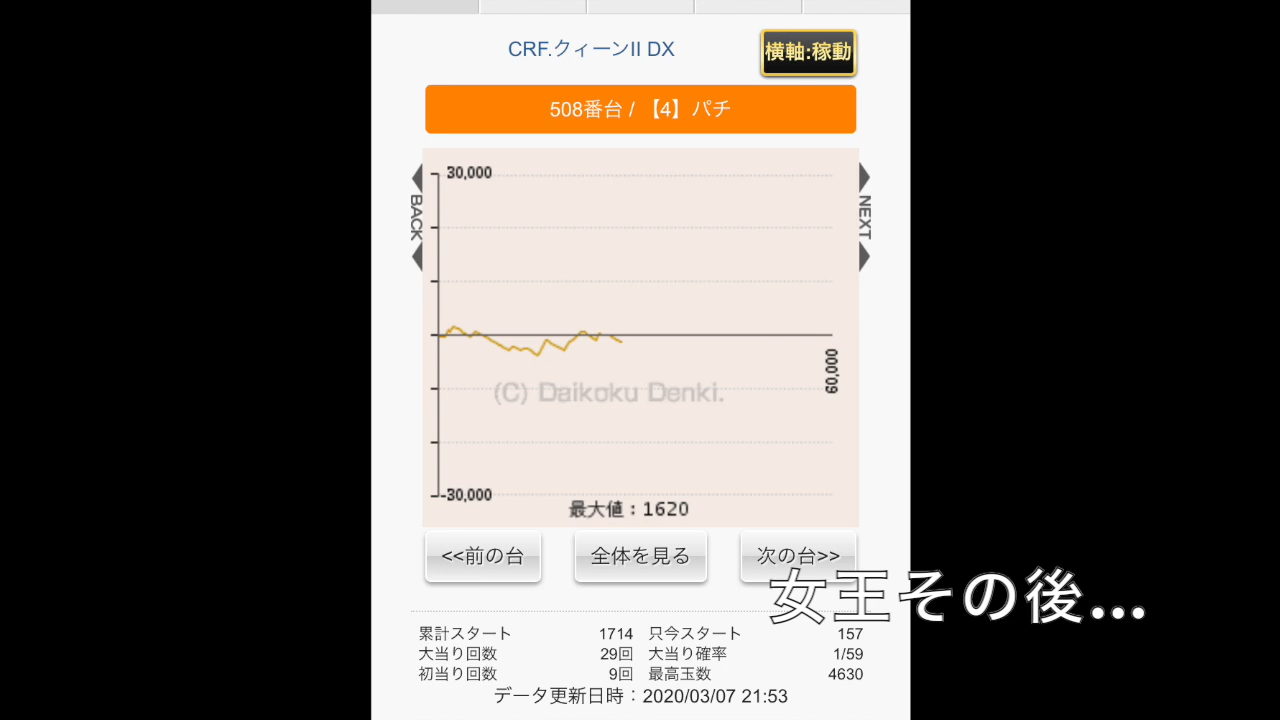 CRF.クィーンII DX
横軸:稼動
508番台 / 【4】パチ
30,000
BACK
NEXT
60,000
(C) Daikoku Denki.
-30,000
最大値：1620
<<前の台
全体を見る
次の台>>
女王その後...
累計スタート 1714 只今スタート 157
大当り回数 29回 大当り確率 1/59
初当り回数 9回 最高玉数 4630
データ更新日時：2020/03/07 21:53